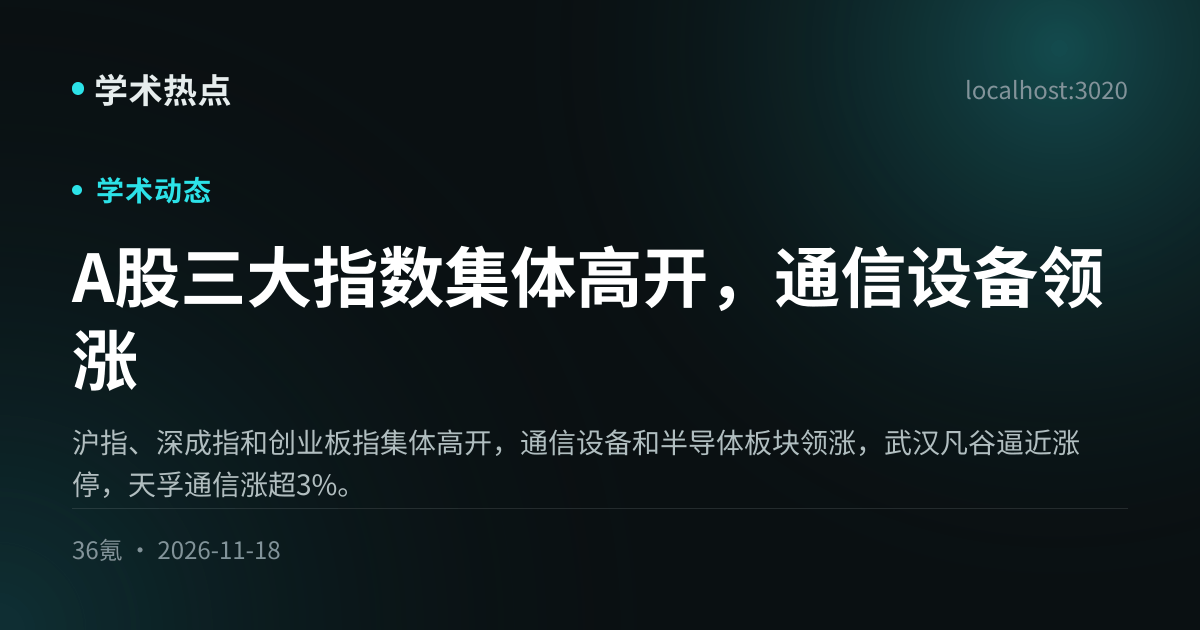 学术热点
localhost:3020
学术动态
A股三大指数集体高开，通信设备领
涨
沪指、深成指和创业板指集体高开，通信设备和半导体板块领涨，武汉凡谷逼近涨
停，天孚通信涨超3%。
36氪 · 2026-11-18